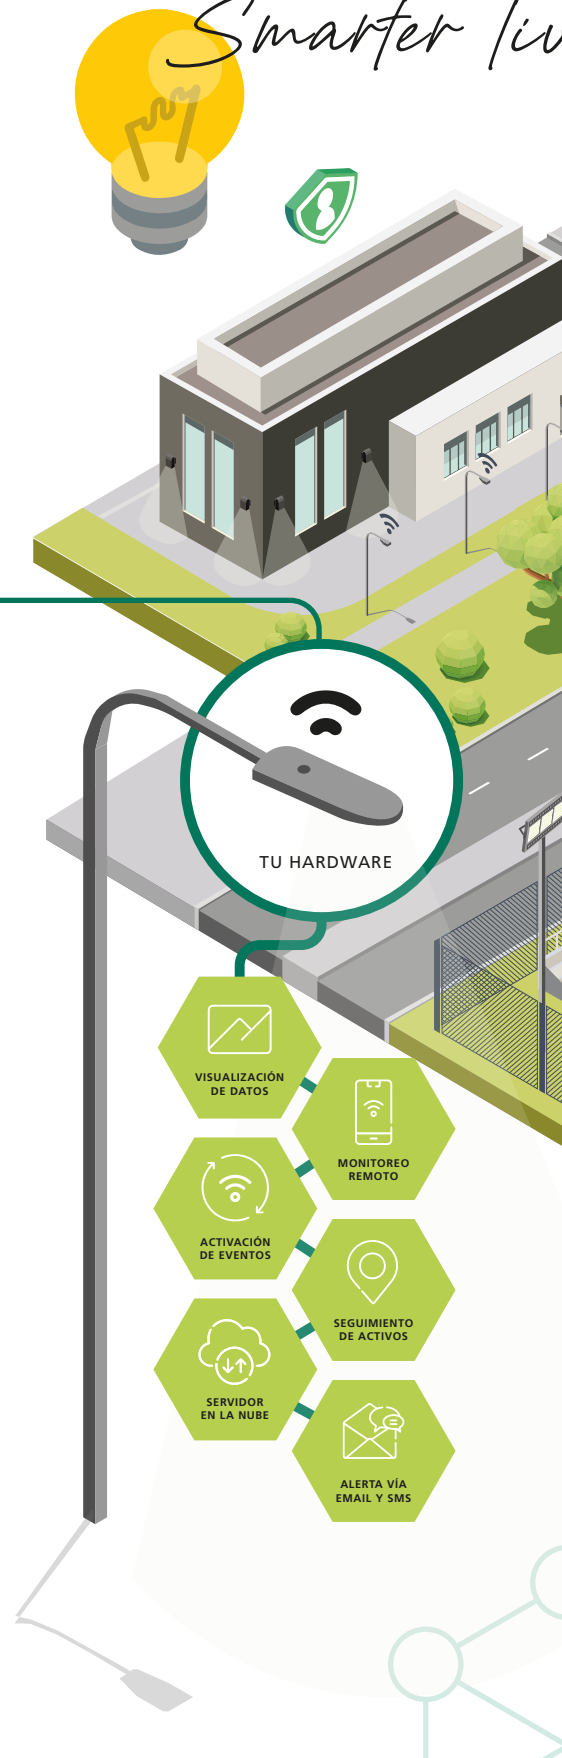 Smarter
TU HARDWARE
VISUALIZACIÓN
DE DATOS
MONITOREO
REMOTO
ACTIVACIÓN
DE EVENTOS
SEGUIMIENTO
DE ACTIVOS
SERVIDOR
EN LA NUBE
ALERTA VÍA
EMAIL Y SMS